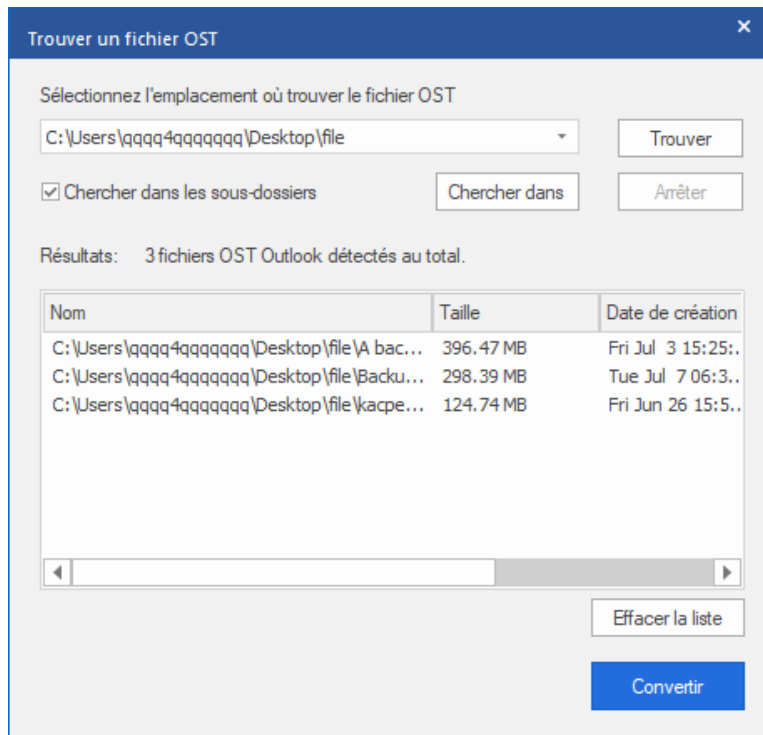 Trouver un fichier OST
Sélectionnez l'emplacement où trouver le fichier OST
C:\Users\qqqq4qqqqqqq\Desktop\file
Trouver
Chercher dans les sous-dossiers
Chercher dans
Arrêter
Résultats: 3 fichiers OST Outlook détectés au total.
Nom Taille Date de création
C:\Users\qqqq4qqqqqqq\Desktop\file\A bac... 396.47 MB Fri Jul 3 15:25:.
C:\Users\qqqq4qqqqqqq\Desktop\file\Backu... 298.39 MB Tue Jul 7 06:3..
C:\Users\qqqq4qqqqqqq\Desktop\file\kacpe... 124.74 MB Fri Jun 26 15:5..
Effacer la liste
Convertir